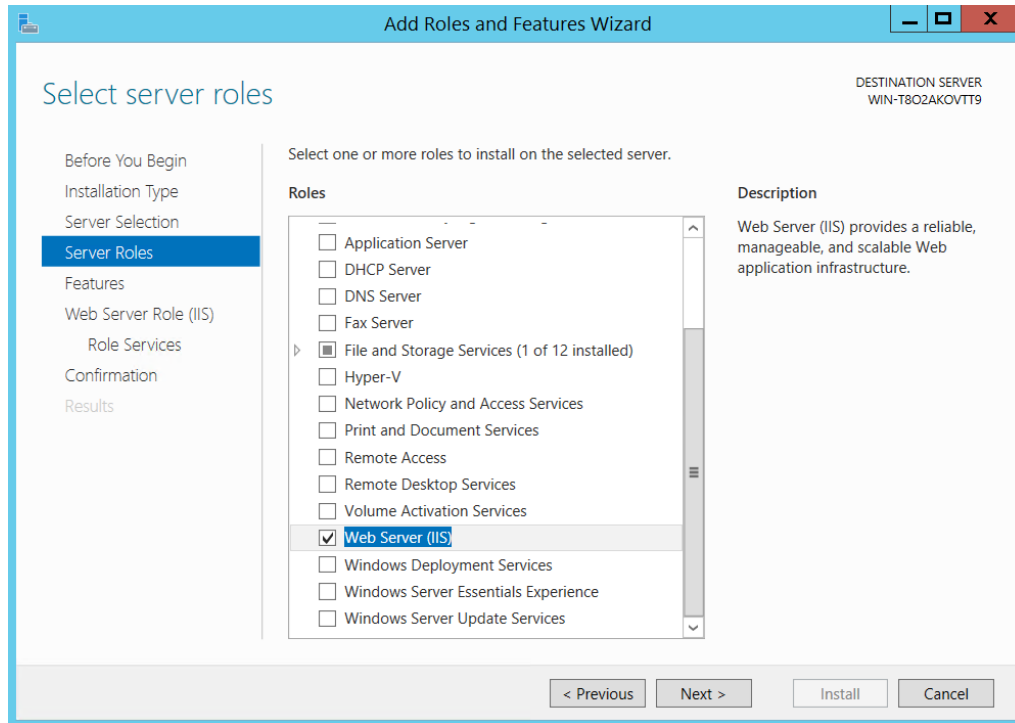 Add Roles and Features Wizard
Select server roles
DESTINATION SERVER
WIN-T8O2AKOVTT9
Before You Begin
Installation Type
Server Selection
Server Roles
Features
Web Server Role (IIS)
Role Services
Confirmation
Results
Select one or more roles to install on the selected server.
Roles
Application Server
DHCP Server
DNS Server
Fax Server
File and Storage Services (1 of 12 installed)
Hyper-V
Network Policy and Access Services
Print and Document Services
Remote Access
Remote Desktop Services
Volume Activation Services
Web Server (IIS)
Windows Deployment Services
Windows Server Essentials Experience
Windows Server Update Services
Description
Web Server (IIS) provides a reliable,
manageable, and scalable Web
application infrastructure.
< Previous
Next >
Install
Cancel